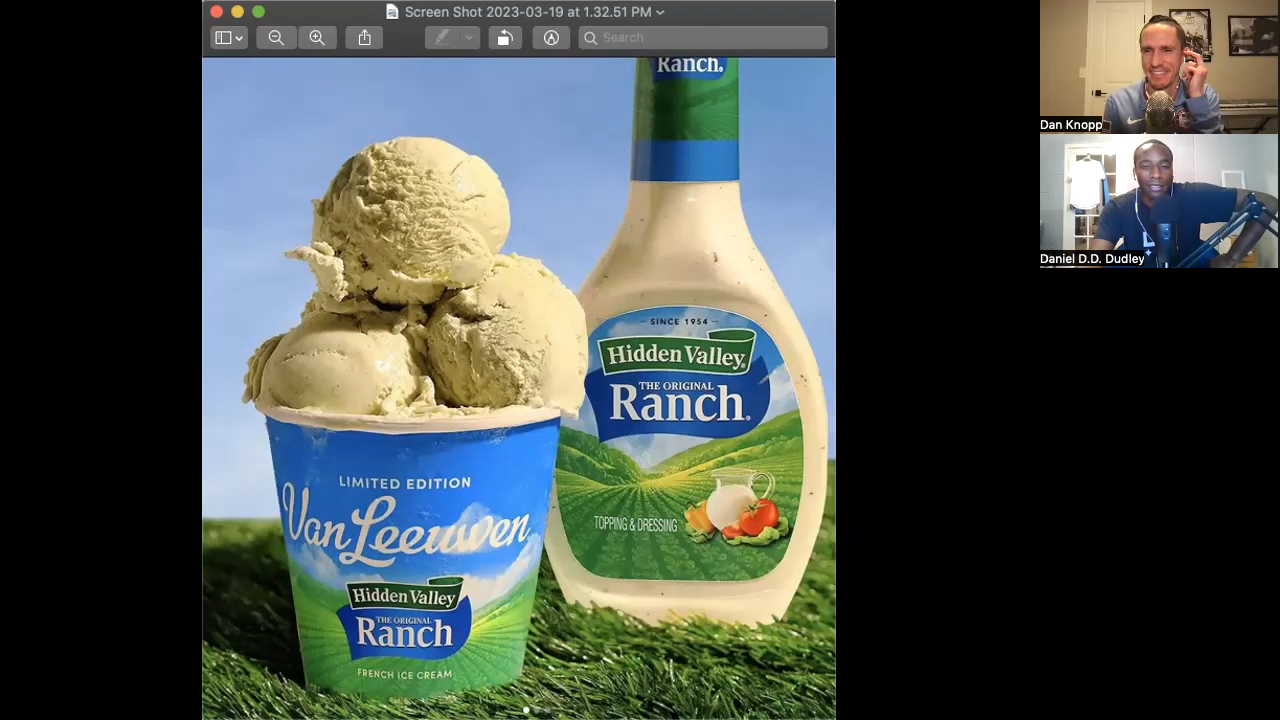 Screen Shot 2023-03-19 at 1.32.51 PM
Search
Ranch.
SINCE 1954
Hidden Valley®
THE ORIGINAL
Ranch®
TOPPING & DRESSING
LIMITED EDITION
Van Leeuwen
Hidden Valley
THE ORIGINAL
Ranch
FRENCH ICE CREAM
Dan Knopp
Daniel D.D. Dudley